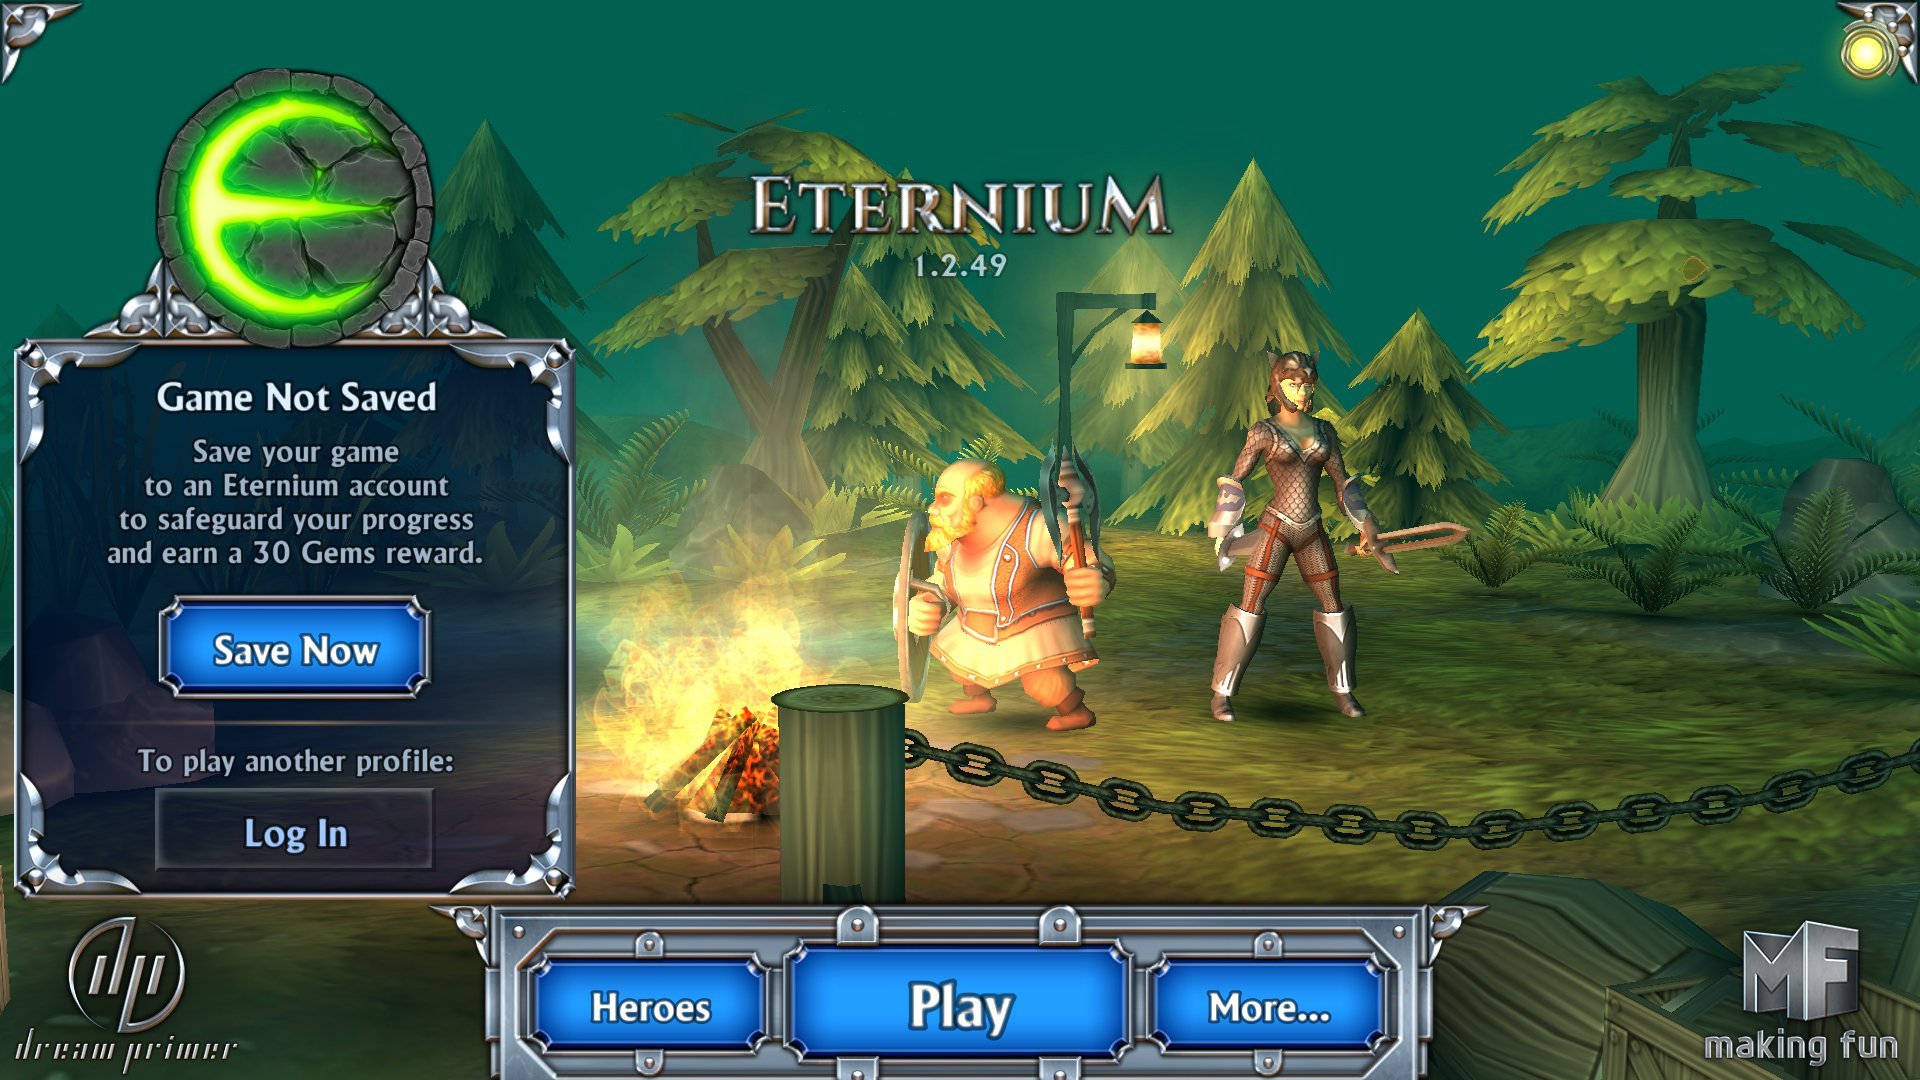 ETERNIUM
1.2.49
Game Not Saved
Save your game
to an Eternium account
to safeguard your progress
and earn a 30 Gems reward.
Save Now
To play another profile:
Log In
Heroes
Play
More...
dream primer
MF
making fun